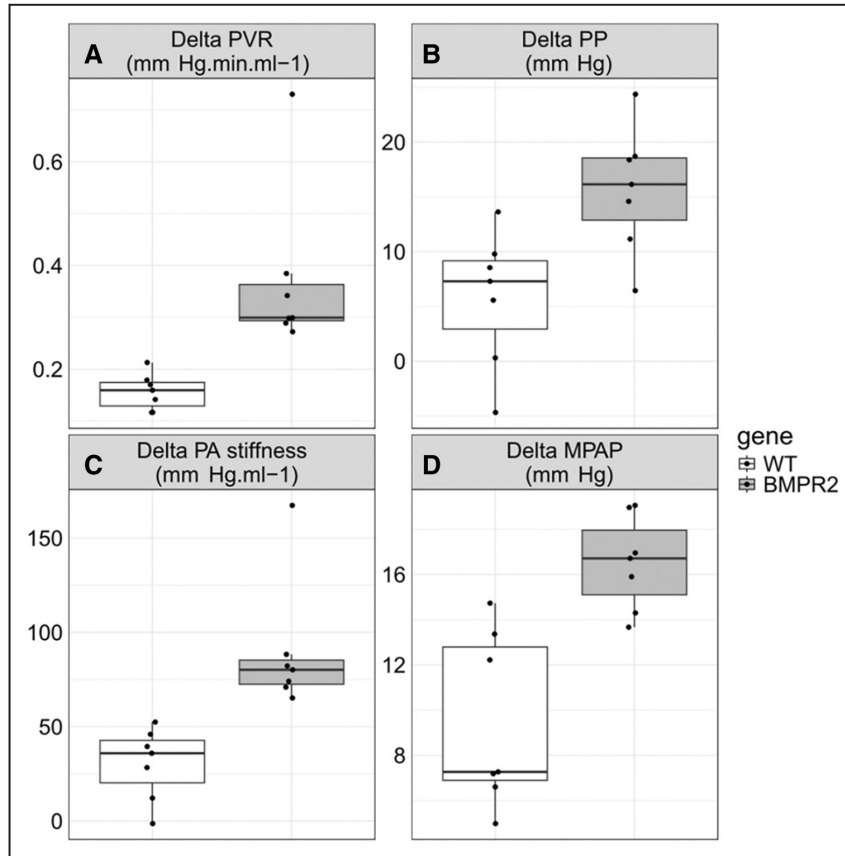 A
Delta PVR
(mm Hg.min.ml−1)
0.6
0.4
0.2
B
Delta PP
(mm Hg)
20
10
0
C
Delta PA stiffness
(mm Hg.ml−1)
150
100
50
0
D
Delta MPAP
(mm Hg)
16
12
8
gene
WT
BMPR2